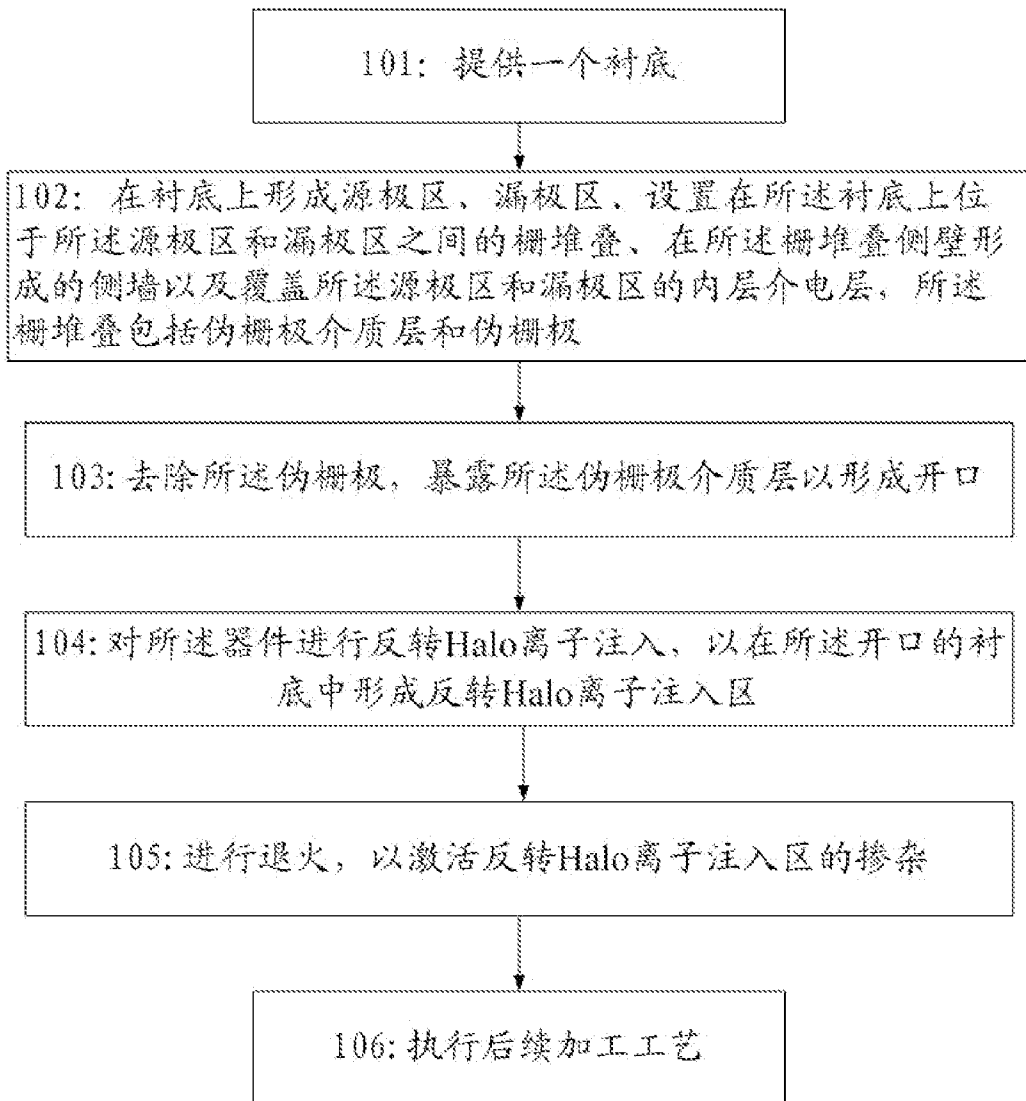 101: 提供一个衬底
102: 在衬底上形成源极区、漏极区、设置在所述衬底上位
于所述源极区和漏极区之间的栅堆叠、在所述栅堆叠侧壁形
成的侧墙以及覆盖所述源极区和漏极区的内层介电层,所述
栅堆叠包括伪栅极介质层和伪栅极
103:去除所述伪栅极，暴露所述伪栅极介质层以形成开口
104:对所述器件进行反转Halo离子注入，以在所述开口的衬
底中形成反转Halo离子注入区
105:进行退火，以激活反转Halo离子注入区的掺杂
106:执行后续加工工艺